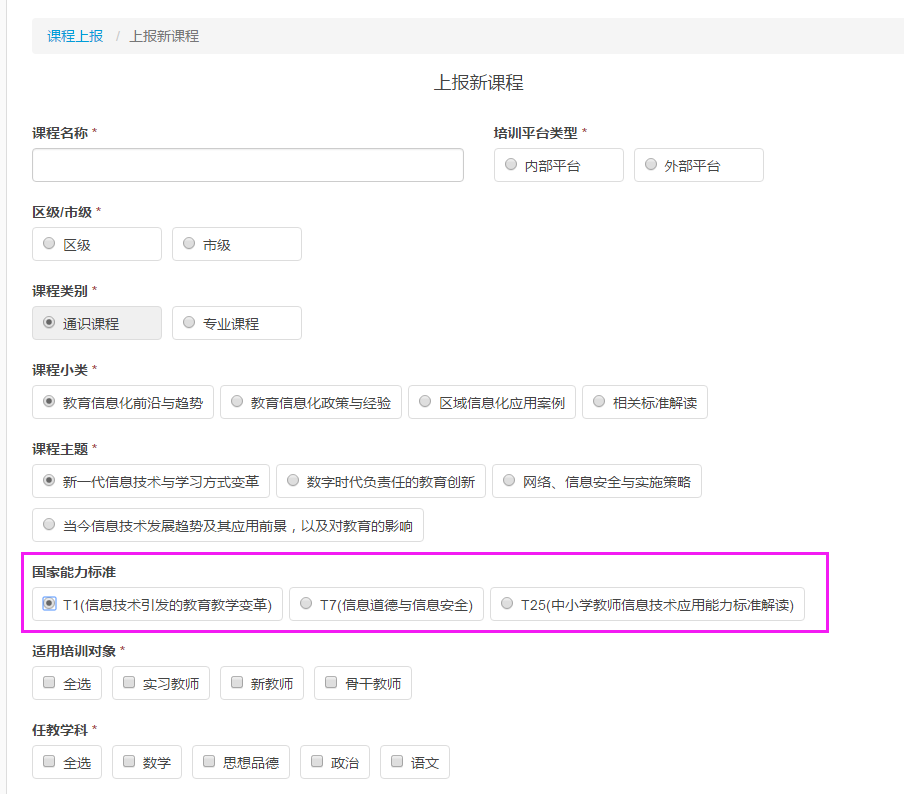 课程上报 / 上报新课程
上报新课程
课程名称 * 培训平台类型 *
内部平台 外部平台
区级/市级 *
区级 市级
课程类别 *
通识课程 专业课程
课程小类 *
教育信息化前沿与趋势 教育信息化政策与经验 区域信息化应用案例 相关标准解读
课程主题 *
新一代信息技术与学习方式变革 数字时代负责任的教育创新 网络、信息安全与实施策略
当今信息技术发展趋势及其应用前景，以及对教育的影响
国家能力标准
T1(信息技术引发的教育教学变革) T7(信息道德与信息安全) T25(中小学教师信息技术应用能力标准解读)
适用培训对象 *
全选 实习教师 新教师 骨干教师
任教学科 *
全选 数学 思想品德 政治 语文